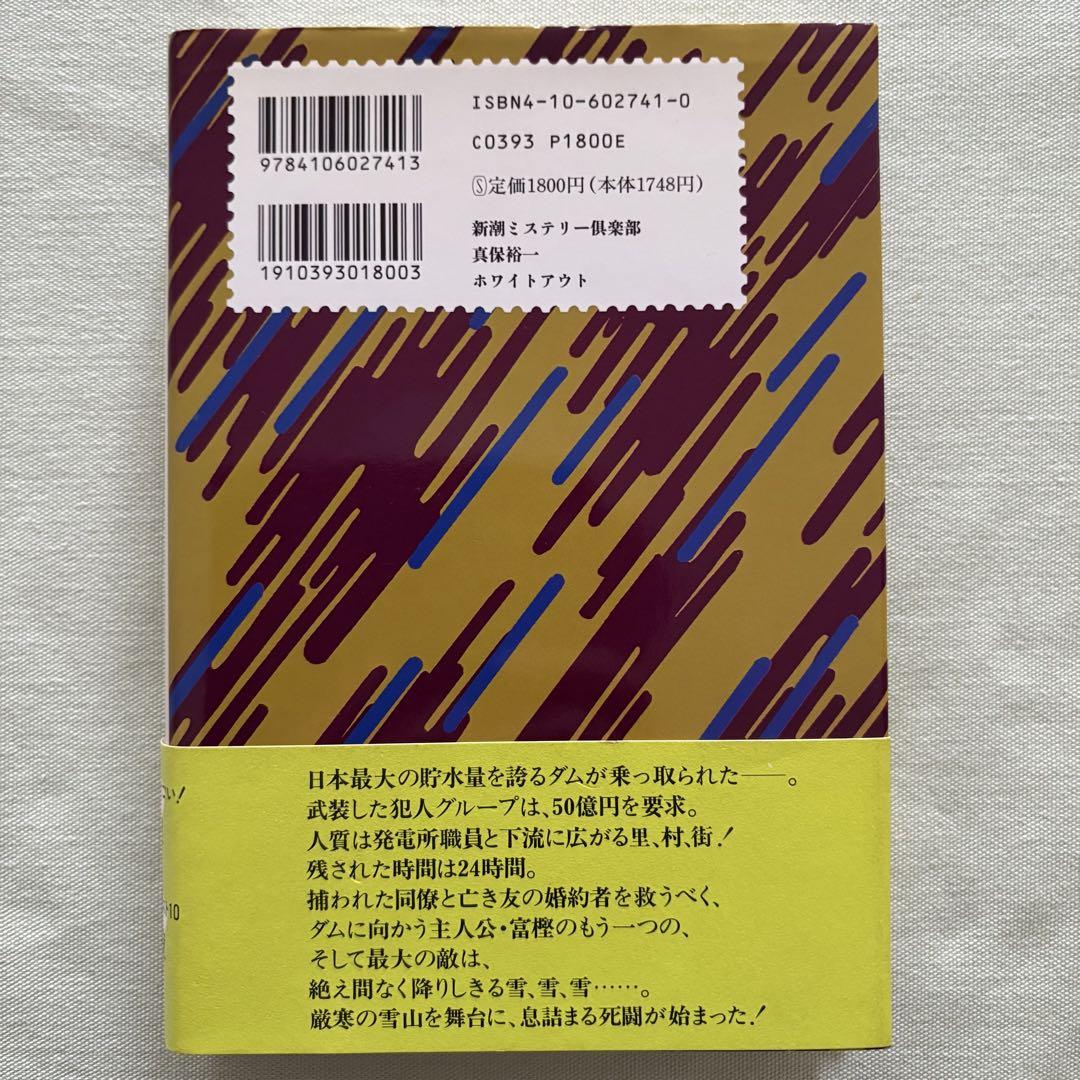 ISBN4-10-602741-0
C0393 P1800E
9784106027413
Ⓢ定価1800円（本体1748円）
新潮ミステリー倶楽部
真保裕一
1910393018003
ホワイトアウト
日本最大の貯水量を誇るダムが乗っ取られた――。
武装した犯人グループは、50億円を要求。
人質は発電所職員と下流に広がる里、村、街！
残された時間は24時間。
捕われた同僚と亡き友の婚約者を救うべく、
ダムに向かう主人公・富樫のもう一つの、
そして最大の敵は、
絶え間なく降りしきる雪、雪、雪……。
厳寒の雪山を舞台に、息詰まる死闘が始まった！
い！
10